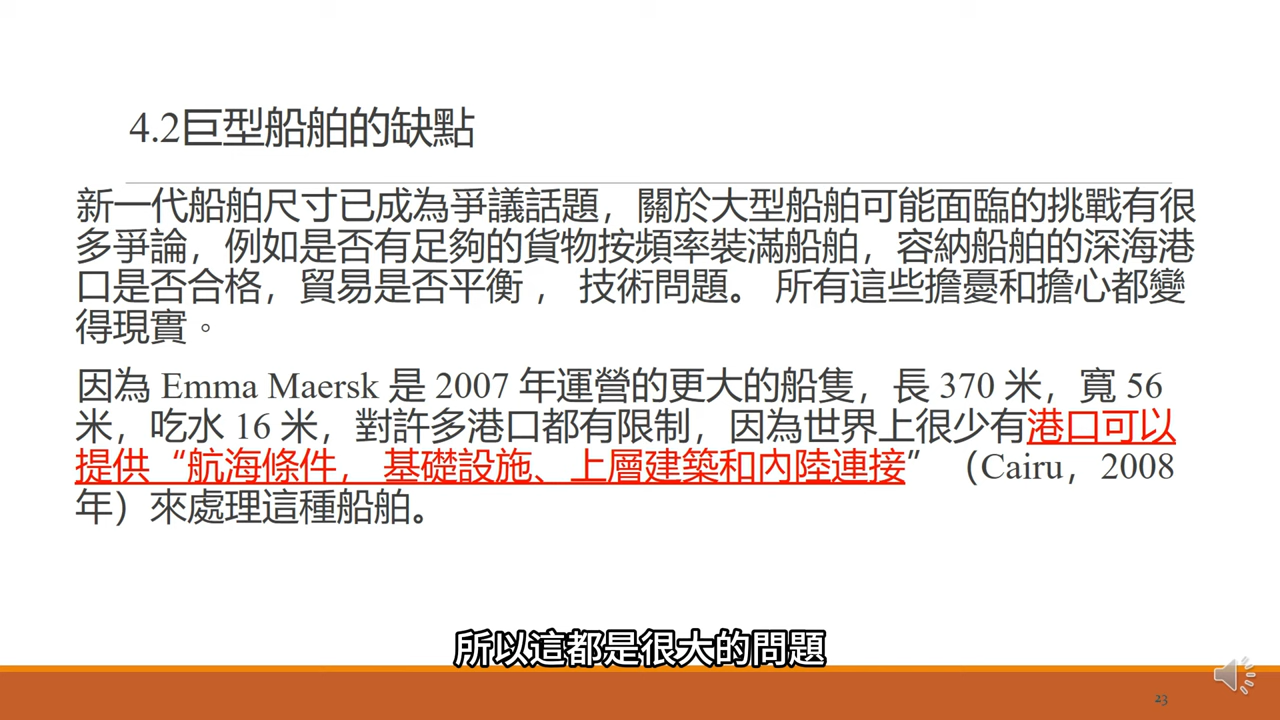 4.2巨型船舶的缺點
新一代船舶尺寸已成為爭議話題，關於大型船舶可能面臨的挑戰有很
多爭論，例如是否有足夠的貨物按頻率裝滿船舶，容納船舶的深海港
口是否合格，貿易是否平衡 ， 技術問題。 所有這些擔憂和擔心都變
得現實。
因為 Emma Maersk 是 2007 年運營的更大的船隻，長 370 米，寬 56
米，吃水 16 米，對許多港口都有限制，因為世界上很少有港口可以
提供“航海條件， 基礎設施、上層建築和內陸連接”（Cairu，2008
年）來處理這種船舶。
所以這都是很大的問題
23